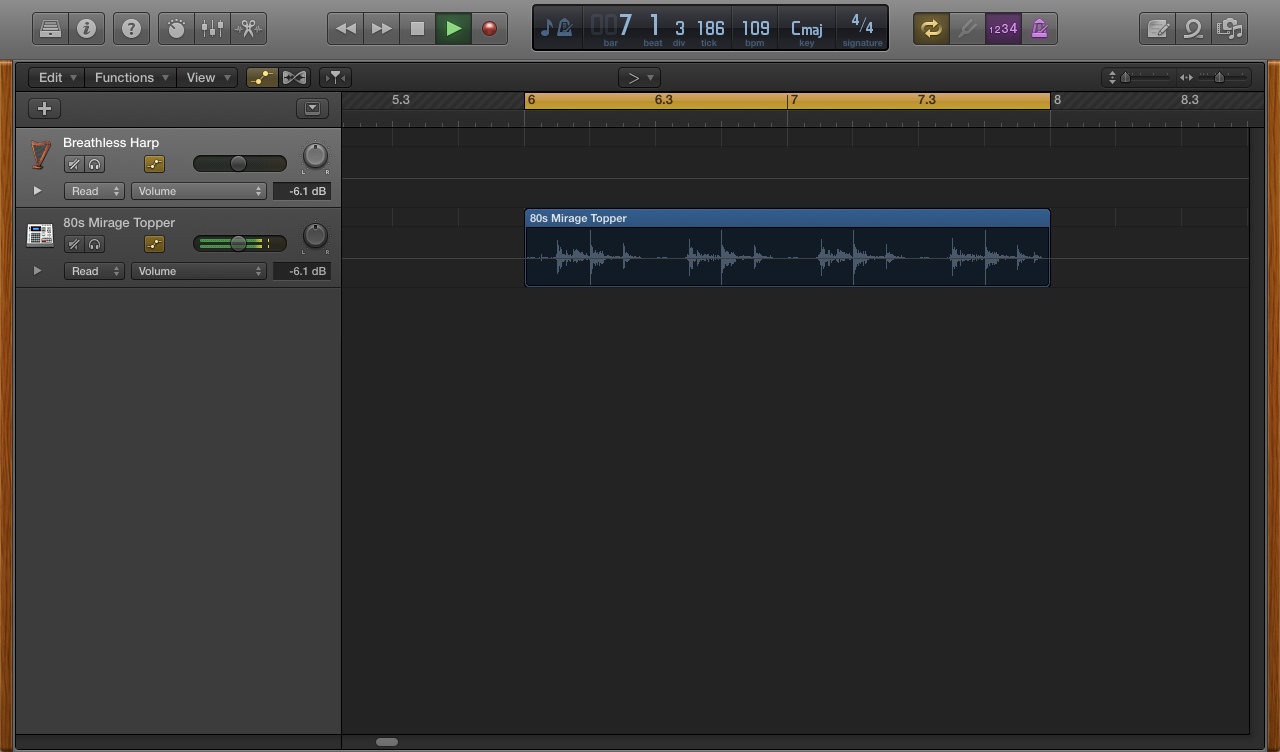 7 1 3 186 109 Cmaj 4/4
bar beat div tick bpm key signature
1234
Edit Functions View
5.3 6 6.3 7 7.3 8 8.3
Breathless Harp
L R
Read Volume -6.1 dB
80s Mirage Topper
L R
Read Volume -6.1 dB
80s Mirage Topper